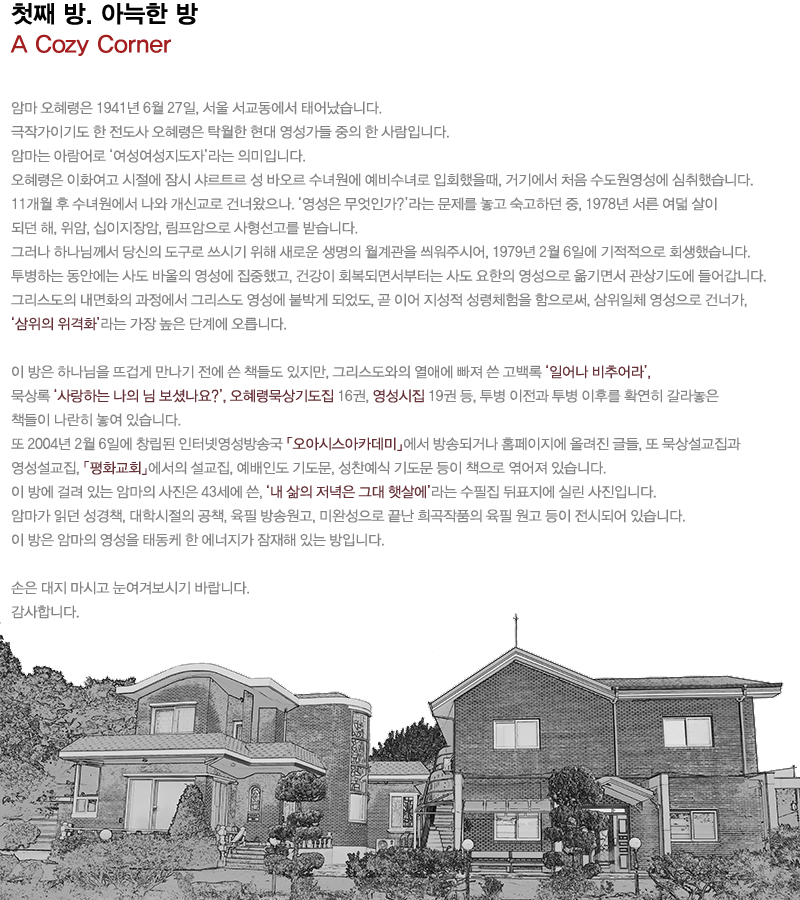 첫째 방. 아늑한 방
A Cozy Corner
암마 오혜령은 1941년 6월 27일, 서울 서교동에서 태어났습니다.
극작가이기도 한 전도사 오혜령은 탁월한 현대 영성가들 중의 한 사람입니다.
암마는 아람어로 ‘여성여성지도자’라는 의미입니다.
오혜령은 이화여고 시절에 잠시 샤르트르 성 바오르 수녀원에 예비수녀로 입회했을때, 거기에서 처음 수도원영성에 심취했습니다.
11개월 후 수녀원에서 나와 개신교로 건너왔으나. ‘영성은 무엇인가?’라는 문제를 놓고 숙고하던 중, 1978년 서른 여덟 살이
되던 해, 위암, 십이지장암, 림프암으로 사형선고를 받습니다.
그러나 하나님께서 당신의 도구로 쓰시기 위해 새로운 생명의 월계관을 씌워주시어, 1979년 2월 6일에 기적적으로 회생했습니다.
투병하는 동안에는 사도 바울의 영성에 집중했고, 건강이 회복되면서부터는 사도 요한의 영성으로 옮기면서 관상기도에 들어갑니다.
그리스도의 내면화의 과정에서 그리스도 영성에 붙박게 되었도, 곧 이어 지성적 성령체험을 함으로써, 삼위일체 영성으로 건너가,
‘삼위의 위격화’라는 가장 높은 단계에 오릅니다.
이 방은 하나님을 뜨겁게 만나기 전에 쓴 책들도 있지만, 그리스도와의 열애에 빠져 쓴 고백록 ‘일어나 비추어라’,
묵상록 ‘사랑하는 나의 님 보셨나요?’, 오혜령묵상기도집 16권, 영성시집 19권 등, 투병 이전과 투병 이후를 확연히 갈라놓은
책들이 나란히 놓여 있습니다.
또 2004년 2월 6일에 창립된 인터넷영성방송국 「오아시스아카데미」에서 방송되거나 홈페이지에 올려진 글들, 또 묵상설교집과
영성설교집, 「평화교회」에서의 설교집, 예배인도 기도문, 성찬예식 기도문 등이 책으로 엮어져 있습니다.
이 방에 걸려 있는 암마의 사진은 43세에 쓴, ‘내 삶의 저녁은 그대 햇살에’라는 수필집 뒤표지에 실린 사진입니다.
암마가 읽던 성경책, 대학시절의 공책, 육필 방송원고, 미완성으로 끝난 희곡작품의 육필 원고 등이 전시되어 있습니다.
이 방은 암마의 영성을 태동케 한 에너지가 잠재해 있는 방입니다.
손은 대지 마시고 눈여겨보시기 바랍니다.
감사합니다.